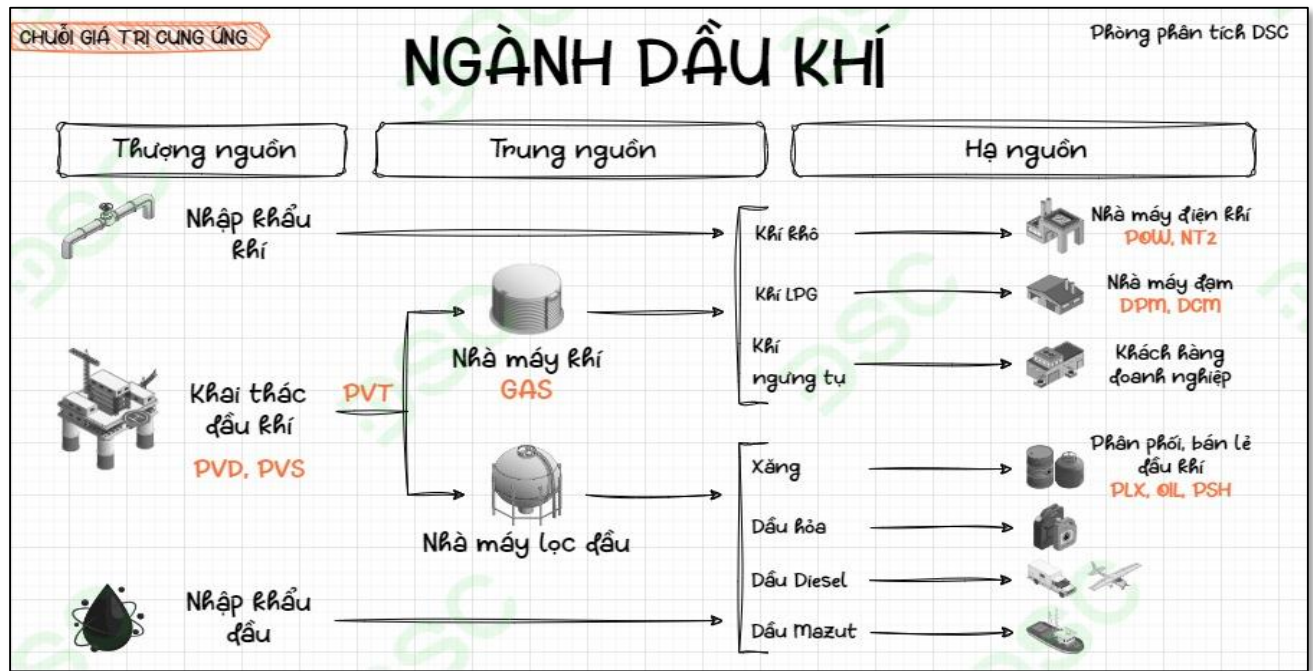 CHUỖI GIÁ TRỊ CUNG ỨNG
NGÀNH DẦU KHÍ
Phòng phân tích DSC
Thượng nguồn
Trung nguồn
Hạ nguồn
Nhập khẩu
khí
Khai thác
dầu khí
PVD, PVS
Nhập khẩu
dầu
PVT
Nhà máy khí
GAS
Nhà máy lọc dầu
Khí khô
Khí LPG
Khí
ngưng tụ
Xăng
Dầu hỏa
Dầu Diesel
Dầu Mazut
Nhà máy điện khí
POW, NT2
Nhà máy đạm
DPM, DCM
Khách hàng
doanh nghiệp
Phân phối, bán lẻ
dầu khí
PLX, OIL, PSH
DSC